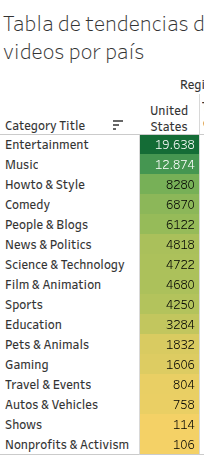 Tabla de tendencias d
videos por país
Regi
United
Category Title States
Entertainment 19.638
Music 12.874
Howto & Style 8280
Comedy 6870
People & Blogs 6122
News & Politics 4818
Science & Technology 4722
Film & Animation 4680
Sports 4250
Education 3284
Pets & Animals 1832
Gaming 1606
Travel & Events 804
Autos & Vehicles 758
Shows 114
Nonprofits & Activism 106